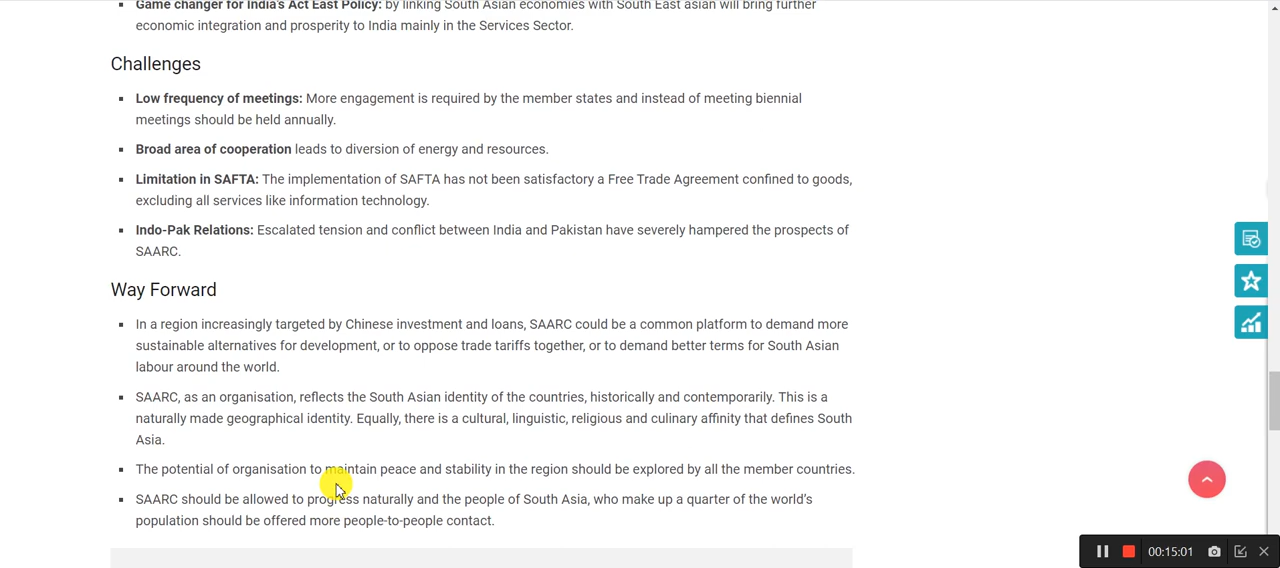 Game changer for India's Act East Policy: by linking South Asian economies with South East asian will bring further
economic integration and prosperity to India mainly in the Services Sector.
Challenges
Low frequency of meetings: More engagement is required by the member states and instead of meeting biennial
meetings should be held annually.
Broad area of cooperation leads to diversion of energy and resources.
Limitation in SAFTA: The implementation of SAFTA has not been satisfactory a Free Trade Agreement confined to goods,
excluding all services like information technology.
Indo-Pak Relations: Escalated tension and conflict between India and Pakistan have severely hampered the prospects of
SAARC.
Way Forward
In a region increasingly targeted by Chinese investment and loans, SAARC could be a common platform to demand more
sustainable alternatives for development, or to oppose trade tariffs together, or to demand better terms for South Asian
labour around the world.
SAARC, as an organisation, reflects the South Asian identity of the countries, historically and contemporarily. This is a
naturally made geographical identity. Equally, there is a cultural, linguistic, religious and culinary affinity that defines South
Asia.
The potential of organisation to maintain peace and stability in the region should be explored by all the member countries.
SAARC should be allowed to progress naturally and the people of South Asia, who make up a quarter of the world's
population should be offered more people-to-people contact.
00:15:01